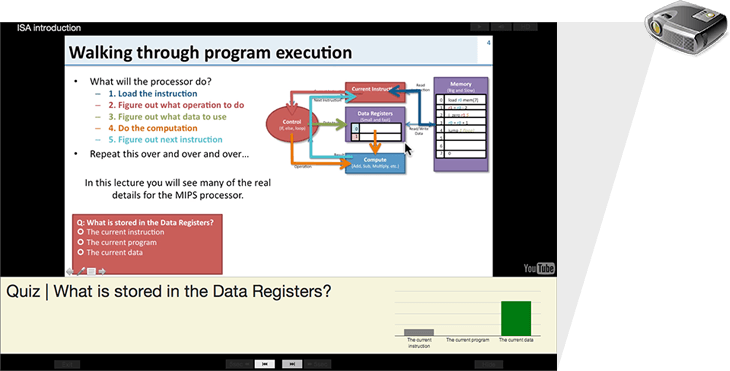 ISA introduction
Walking through program execution
4
• What will the processor do?
• 1. Load the instruction
• 2. Figure out what operation to do
• 3. Figure out what data to use
• 4. Do the computation
• 5. Figure out next instruction
• Repeat this over and over and over…
In this lecture you will see many of the real
details for the MIPS processor.
Current Instruction
Read
Next Instruction
Memory
(Big and Slow)
Data Registers
(Small and fast)
Control
(If, else, loop)
Read/Write
Data
Compute
(Add, Sub, Multiply, etc.)
Operation
Q: What is stored in the Data Registers?
The current instruction
The current program
The current data
YouTube
Quiz | What is stored in the Data Registers?
The current
instruction
The current program
The current data